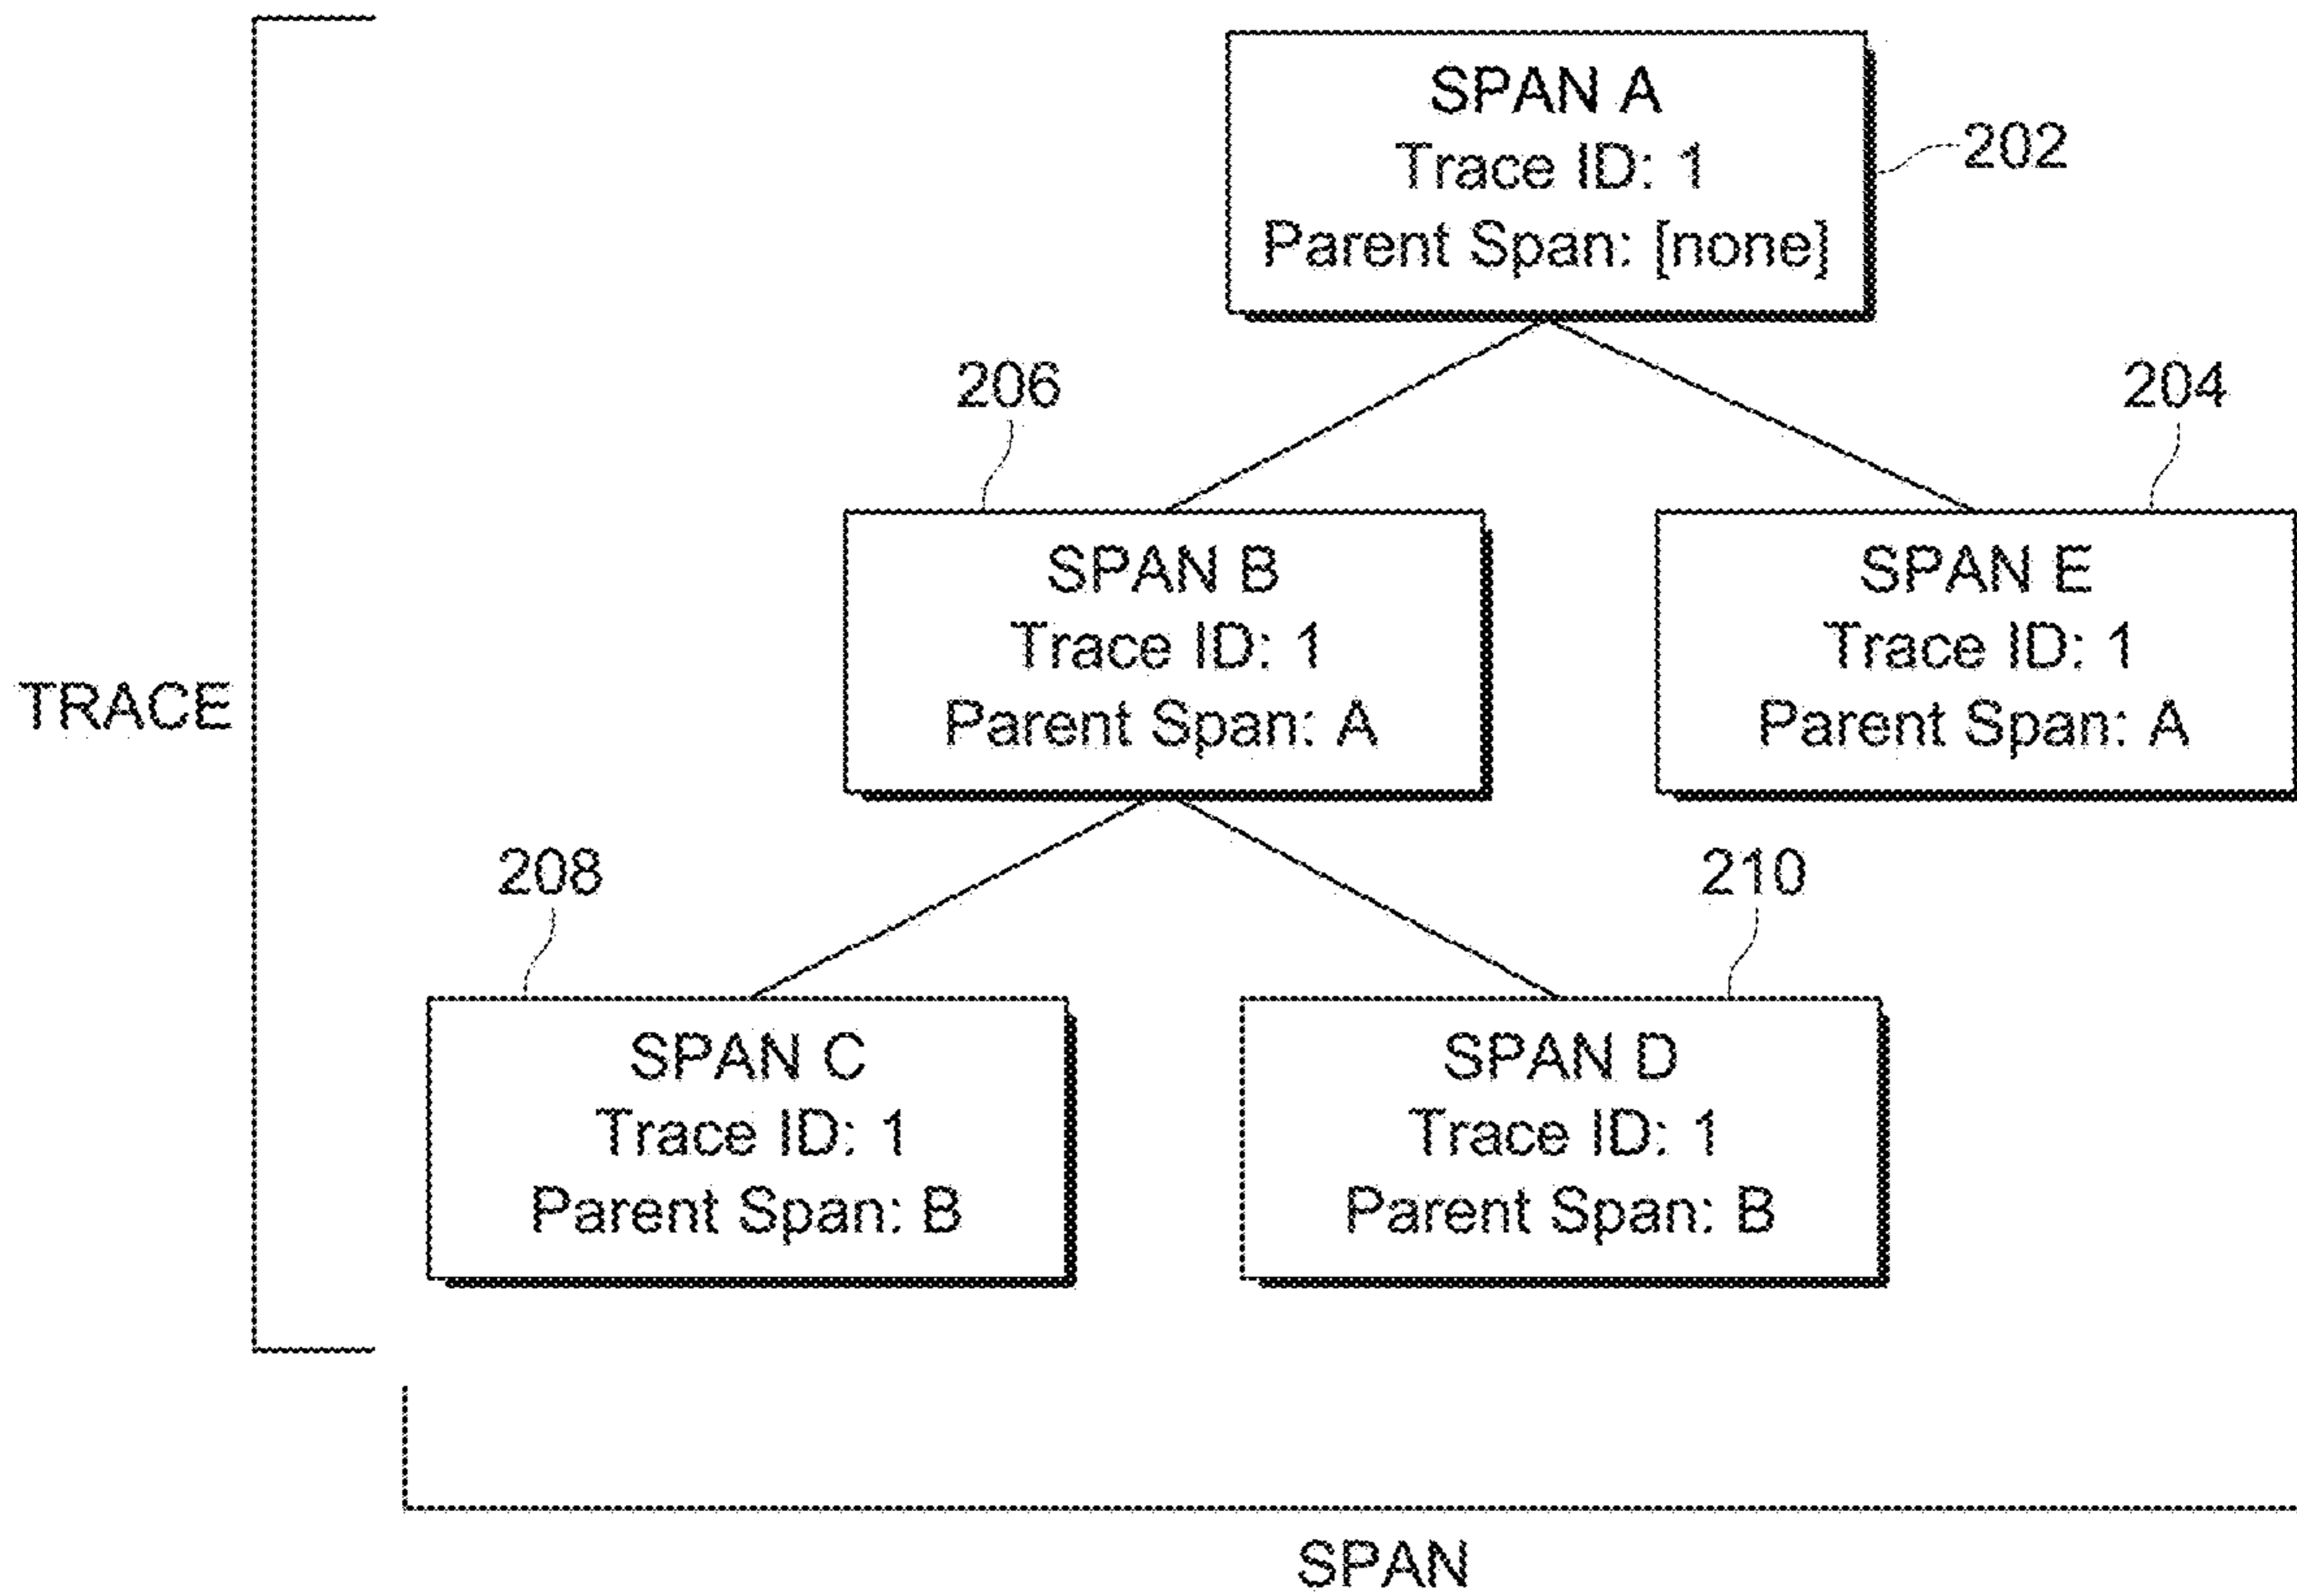 SPAN A
Trace ID: 1
Parent Span: [none]
202
206
204
SPAN B
Trace ID: 1
Parent Span: A
SPAN E
Trace ID: 1
Parent Span: A
TRACE
208
210
SPAN C
Trace ID: 1
Parent Span: B
SPAN D
Trace ID: 1
Parent Span: B
SPAN